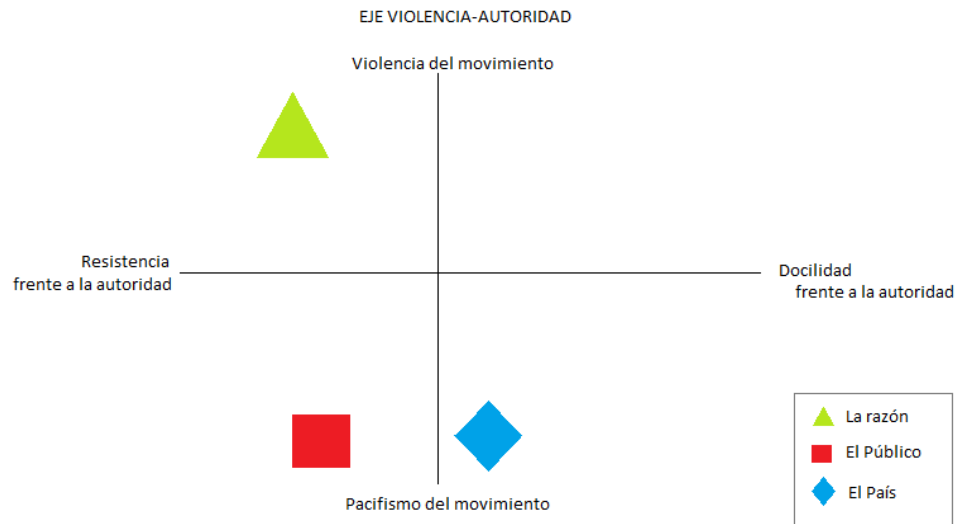 EJE VIOLENCIA-AUTORIDAD
Violencia del movimiento
Resistencia
frente a la autoridad
Docilidad
frente a la autoridad
Pacifismo del movimiento
La razón
El Público
El País